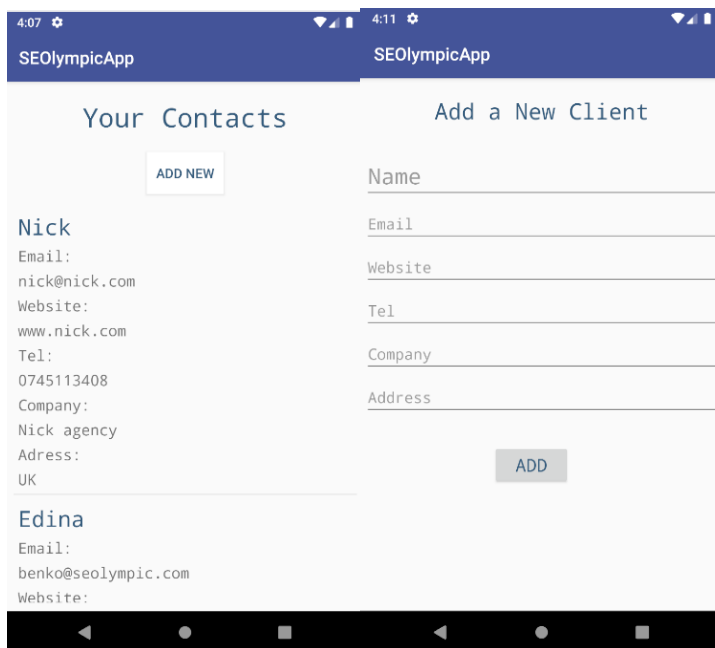 4:07
SEOlympicApp
Your Contacts
ADD NEW
Nick
Email:
nick@nick.com
Website:
www.nick.com
Tel:
0745113408
Company:
Nick agency
Adress:
UK
Edina
Email:
benko@seolympic.com
Website:
4:11
SEOlympicApp
Add a New Client
Name
Email
Website
Tel
Company
Address
ADD